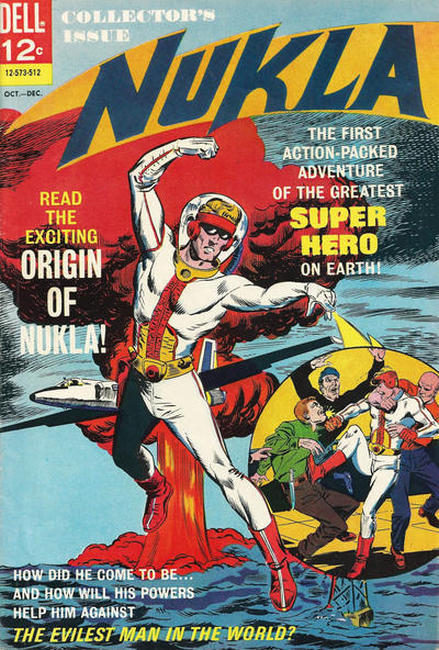 DELL
12¢
12-573-512
OCT.–DEC.
COLLECTOR'S
ISSUE
NUKLA
THE FIRST
ACTION-PACKED
ADVENTURE
OF THE GREATEST
SUPER
HERO
ON EARTH!
READ
THE
EXCITING
ORIGIN
OF
NUKLA!
HOW DID HE COME TO BE...
AND HOW WILL HIS POWERS
HELP HIM AGAINST
THE EVILEST MAN IN THE WORLD?